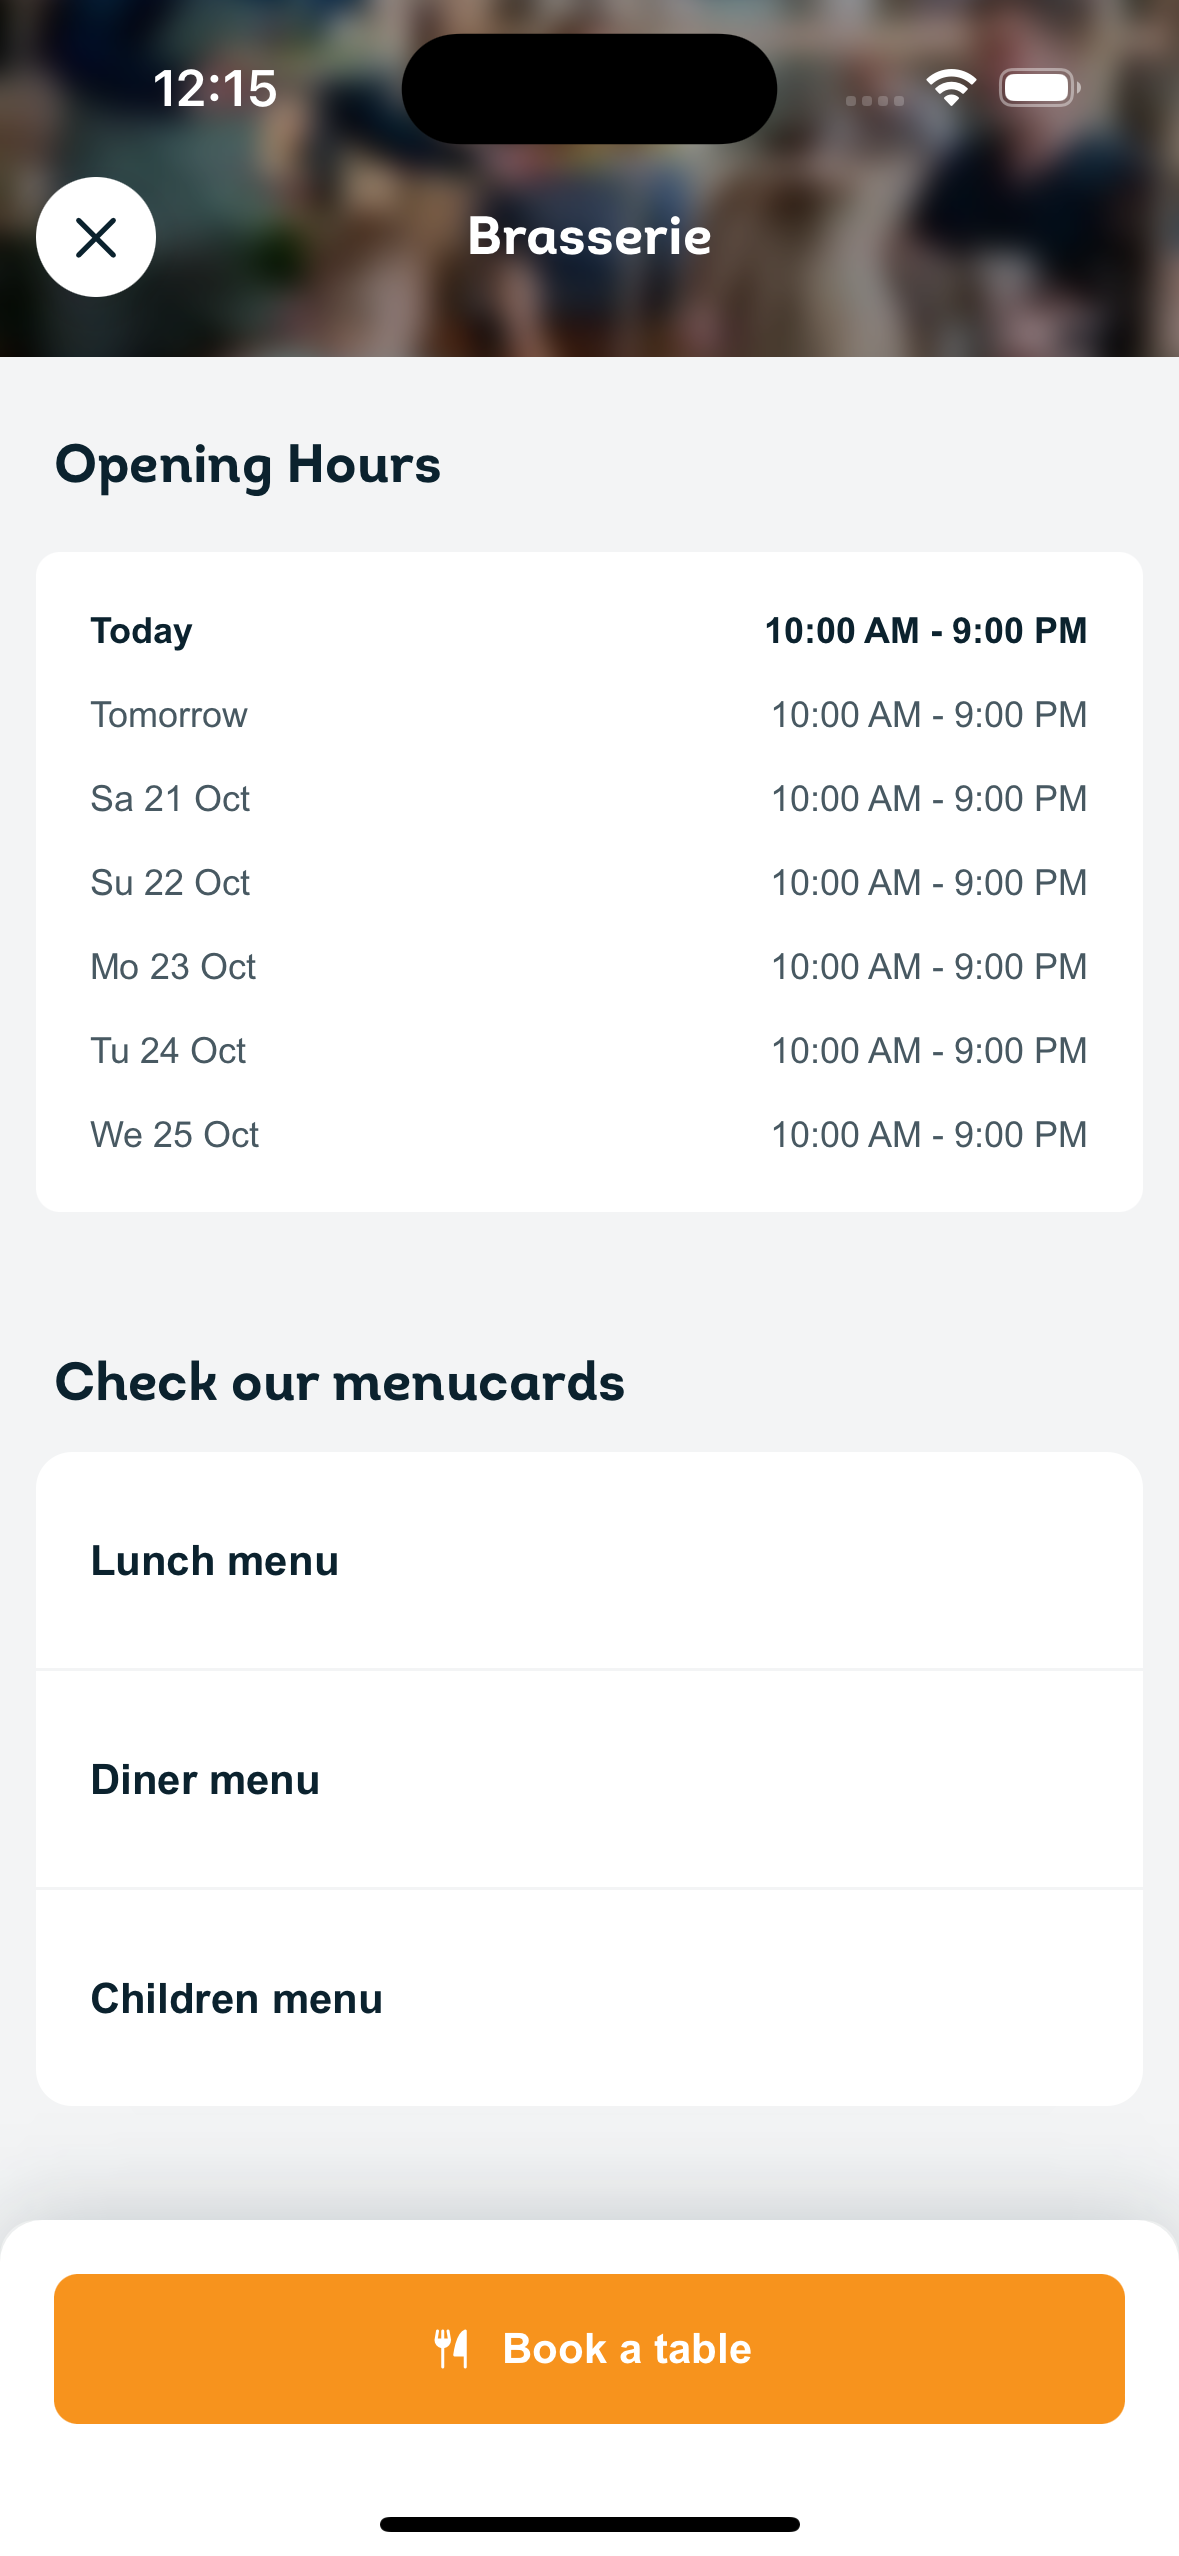 12:15
Brasserie
Opening Hours
Today 10:00 AM - 9:00 PM
Tomorrow 10:00 AM - 9:00 PM
Sa 21 Oct 10:00 AM - 9:00 PM
Su 22 Oct 10:00 AM - 9:00 PM
Mo 23 Oct 10:00 AM - 9:00 PM
Tu 24 Oct 10:00 AM - 9:00 PM
We 25 Oct 10:00 AM - 9:00 PM
Check our menucards
Lunch menu
Diner menu
Children menu
Book a table